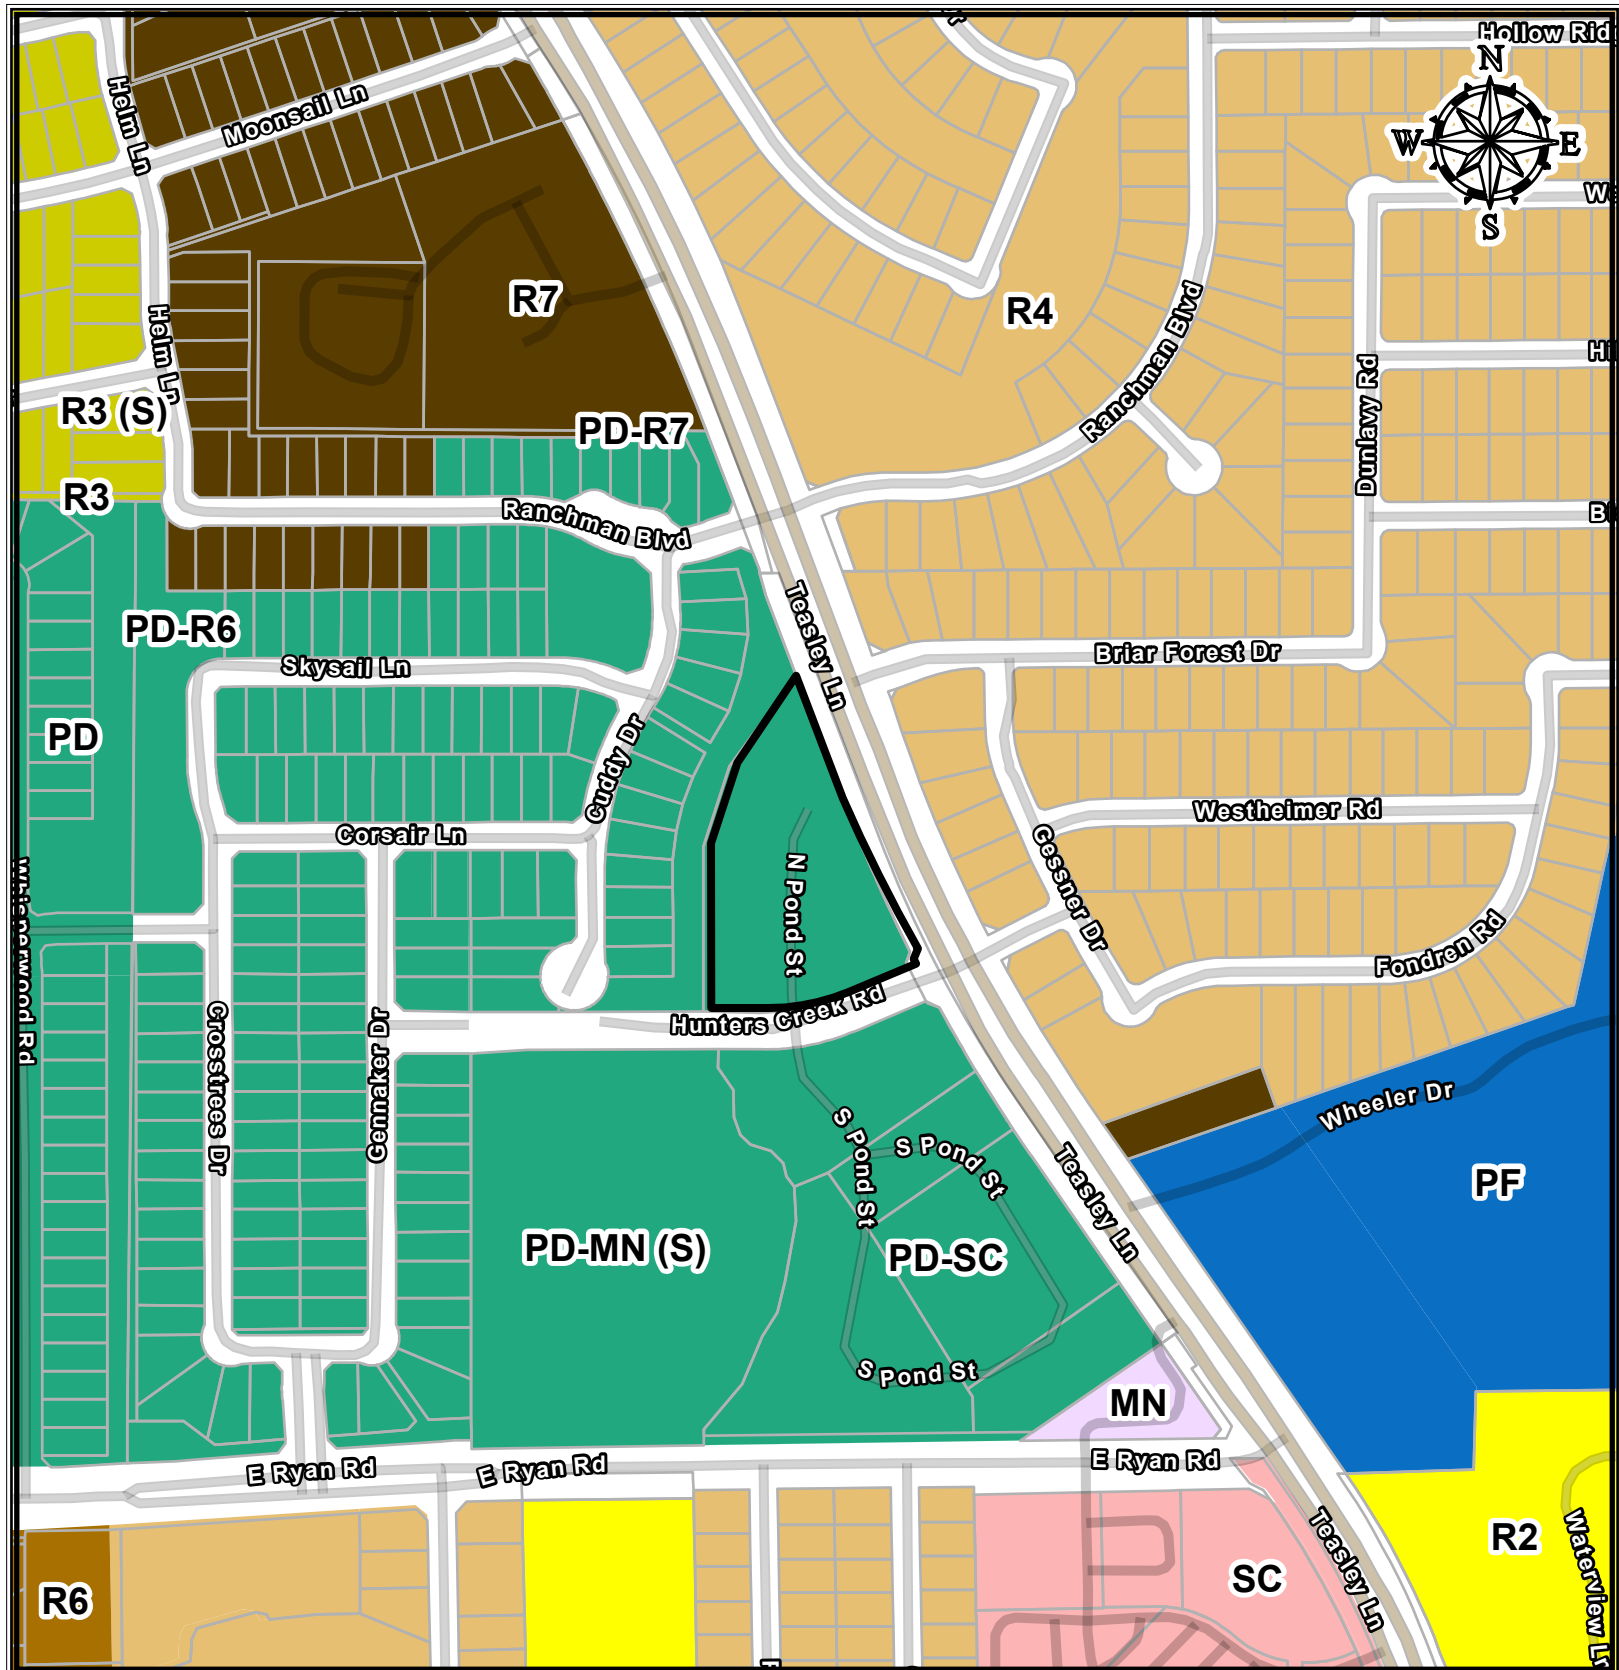 Hollow Rid
N
W
E
S
Helm Ln
Moonsail Ln
R7
R4
Ranchman Blvd
Helm Ln
Dunlavy Rd
R3 (S)
PD-R7
R3
Ranchman Blvd
PD-R6
Teasley Ln
Skysail Ln
Briar Forest Dr
PD
Cuddy Dr
Corsair Ln
Westheimer Rd
Gessner Dr
N Pond St
Whisperwood Rd
Fondren Rd
Hunters Creek Rd
Crosstrees Dr
Gennaker Dr
Wheeler Dr
S Pond St
S Pond St
Teasley Ln
PF
PD-MN (S)
PD-SC
S Pond St
MN
E Ryan Rd
E Ryan Rd
E Ryan Rd
R6
SC
Teasley Ln
R2
Waterview Ln